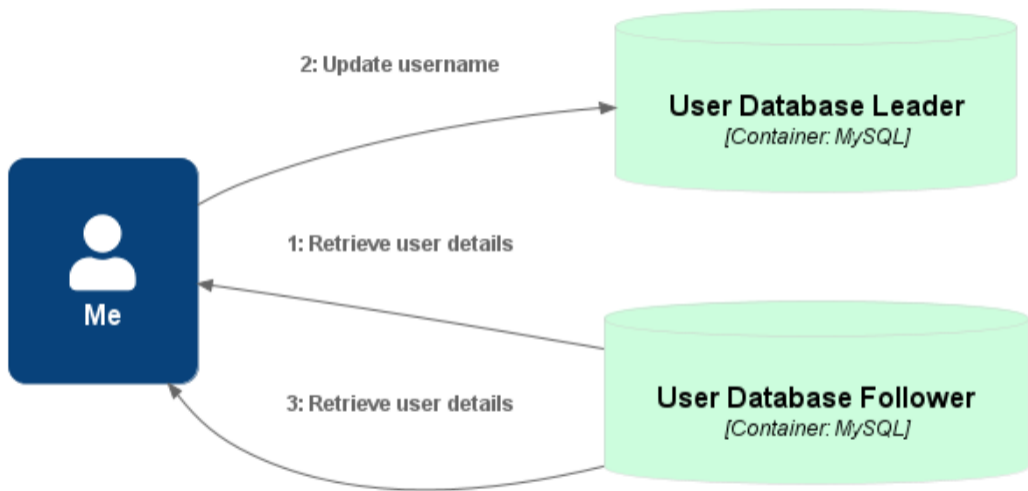 2: Update username
User Database Leader
[Container: MySQL]
1: Retrieve user details
Me
3: Retrieve user details
User Database Follower
[Container: MySQL]